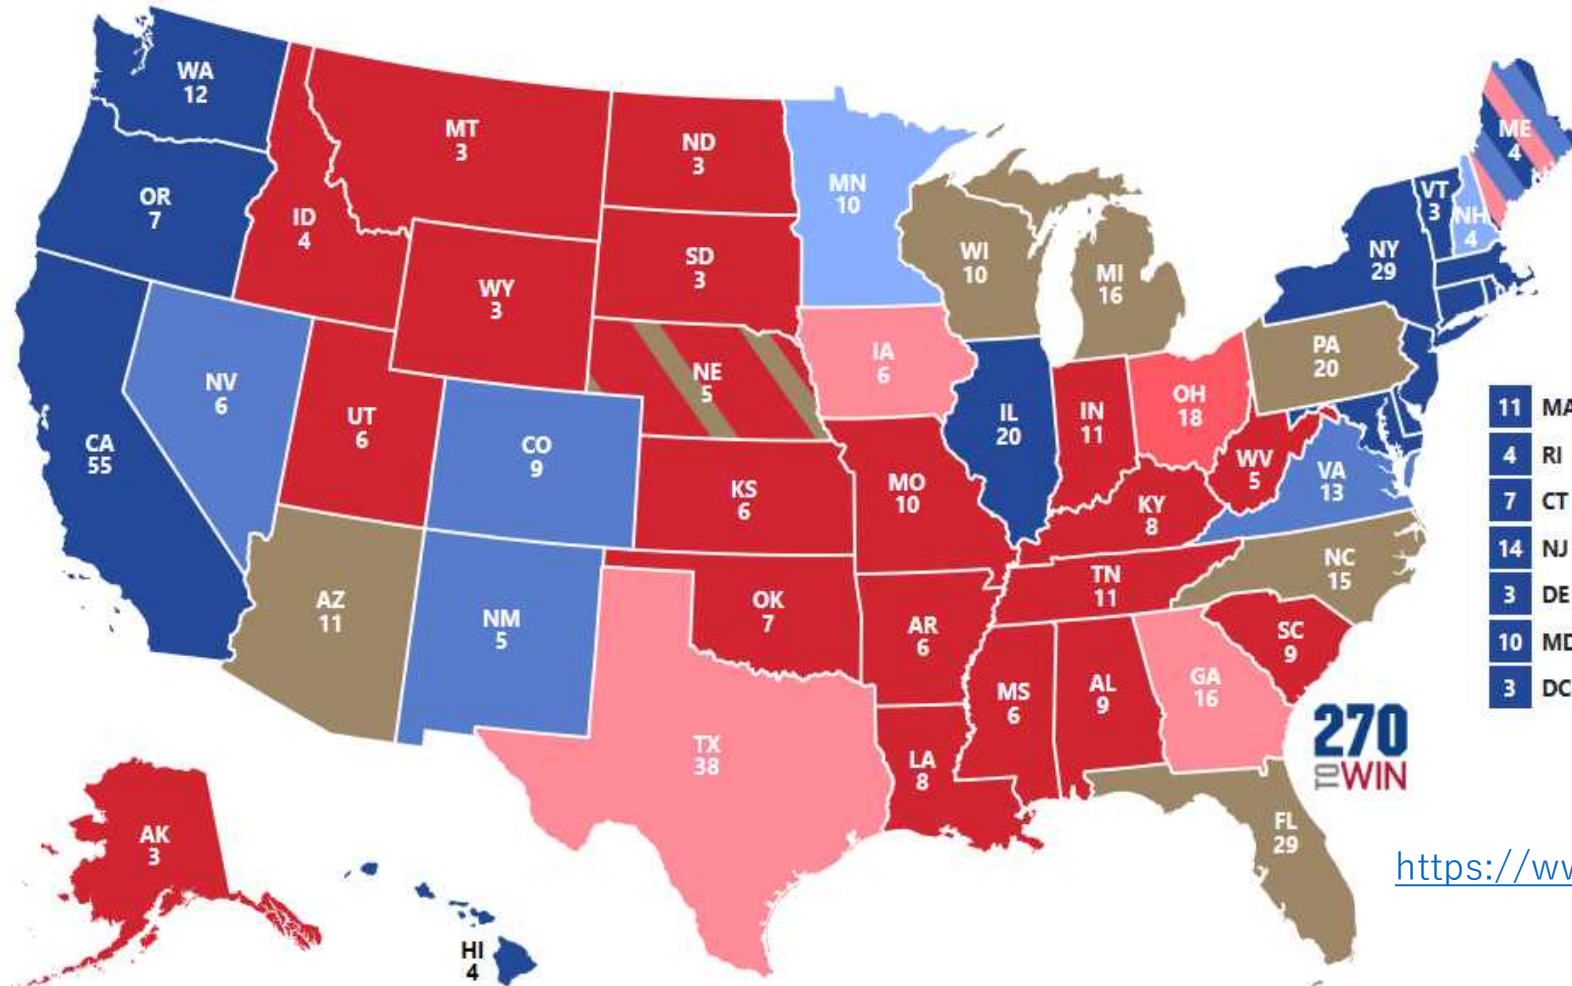 WA
12
OR
7
CA
55
NV
6
ID
4
MT
3
WY
3
UT
6
CO
9
AZ
11
NM
5
ND
3
SD
3
NE
5
KS
6
OK
7
TX
38
MN
10
IA
6
MO
10
AR
6
LA
8
WI
10
IL
20
MI
16
IN
11
OH
18
KY
8
TN
11
MS
6
AL
9
GA
16
FL
29
SC
9
NC
15
VA
13
WV
5
PA
20
NY
29
VT
3
NH
4
ME
4
AK
3
HI
4
11 MA
4 RI
7 CT
14 NJ
3 DE
10 MD
3 DC
270
TO WIN
https://w